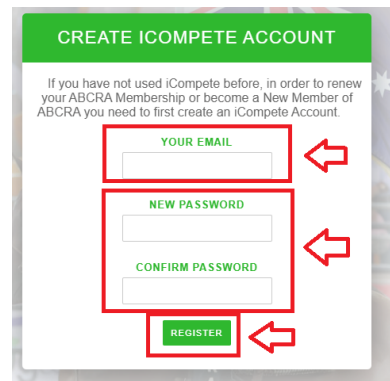 CREATE ICOMPETE ACCOUNT
If you have not used iCompete before, in order to renew
your ABCRA Membership or become a New Member of
ABCRA you need to first create an iCompete Account.
YOUR EMAIL
NEW PASSWORD
CONFIRM PASSWORD
REGISTER